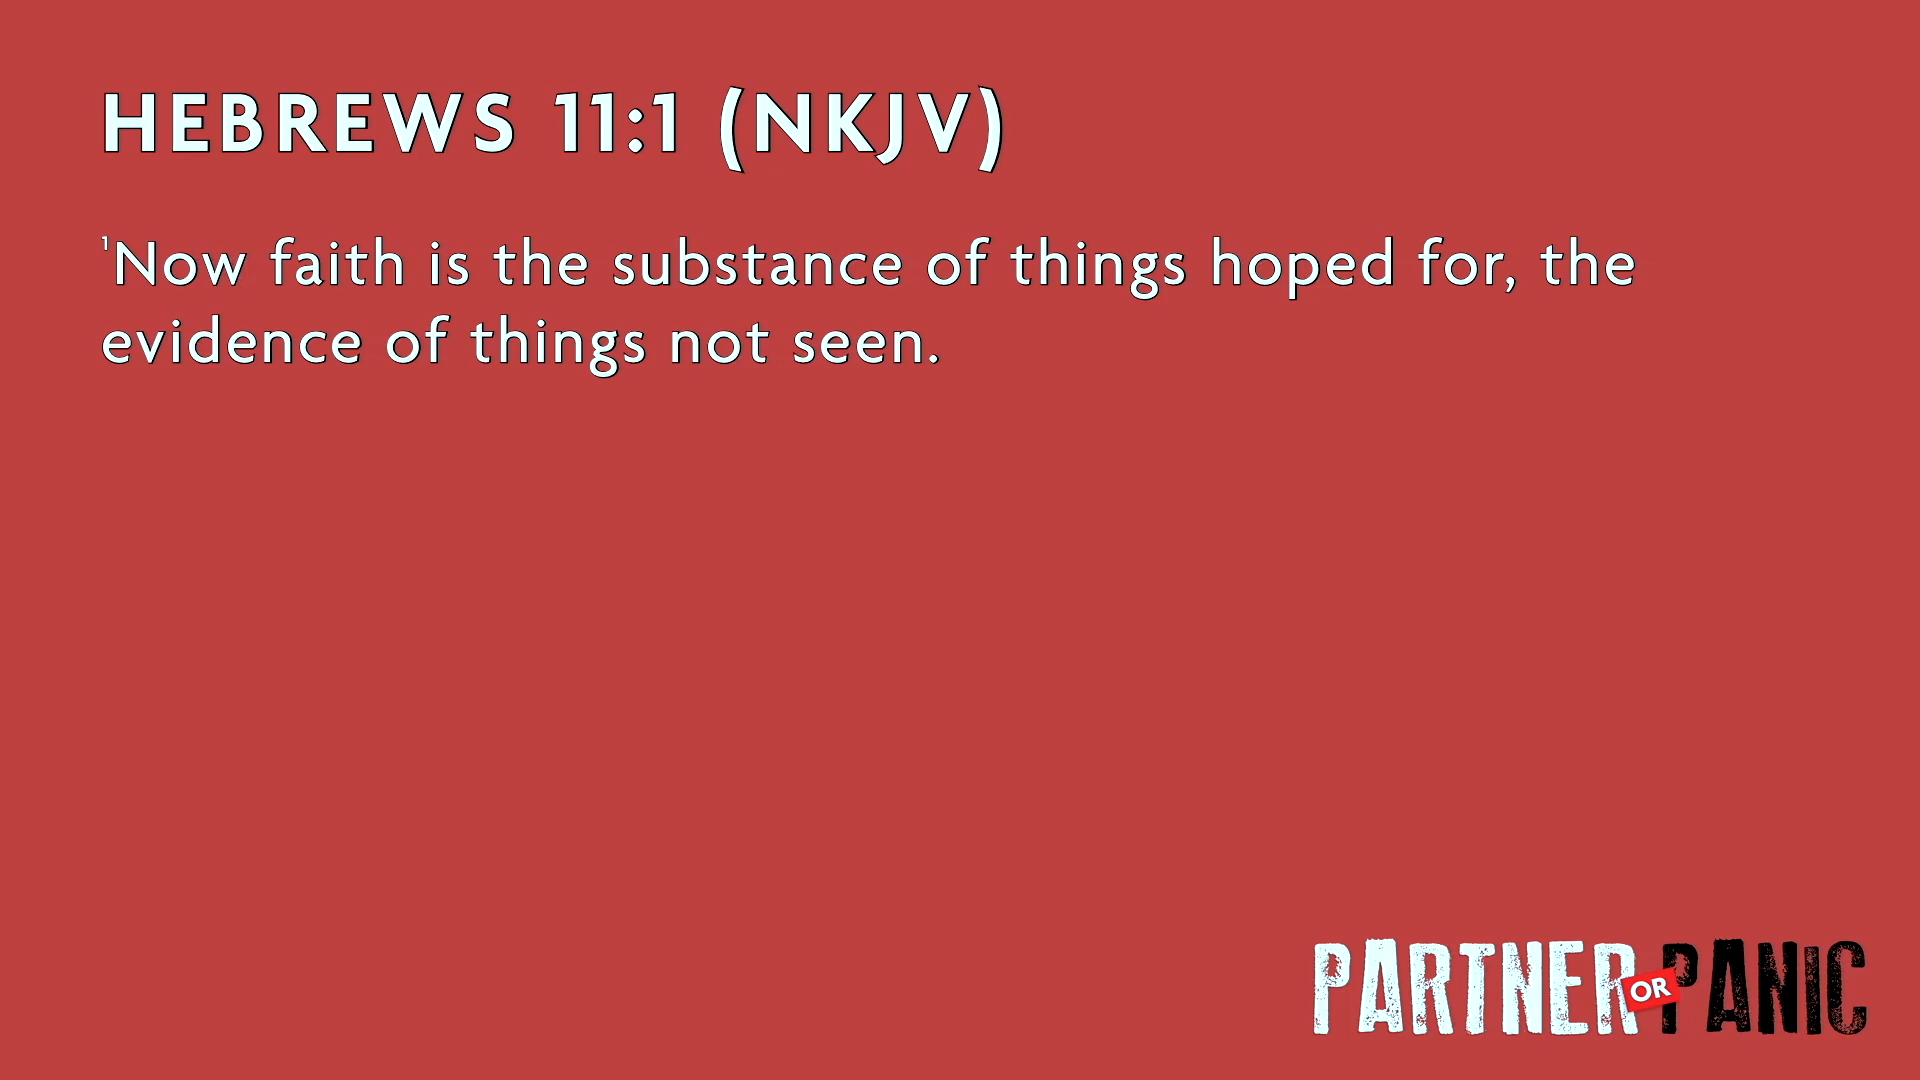 HEBREWS 11:1 (NKJV)
¹Now faith is the substance of things hoped for, the
evidence of things not seen.
PARTNER OR PANIC